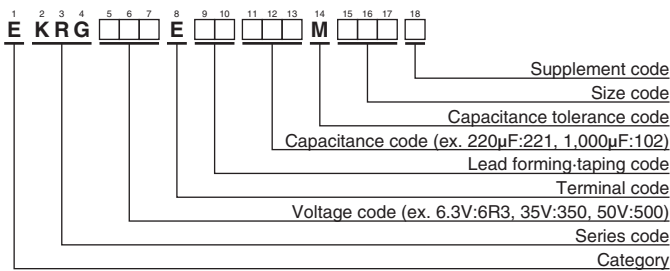 1 2 3 4 5 6 7 8 9 10 11 12 13 14 15 16 17 18
E KRG E M
Supplement code
Size code
Capacitance tolerance code
Capacitance code (ex. 220µF:221, 1,000µF:102)
Lead forming·taping code
Terminal code
Voltage code (ex. 6.3V:6R3, 35V:350, 50V:500)
Series code
Category